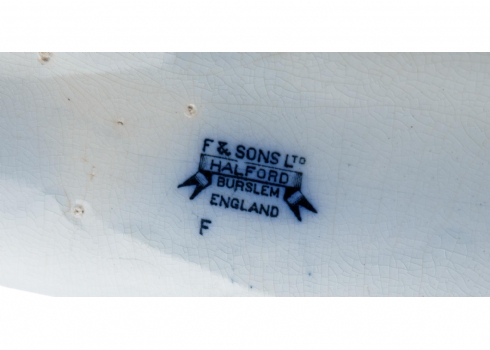 F & SONS LTD
HALFORD
BURSLEM
ENGLAND
F